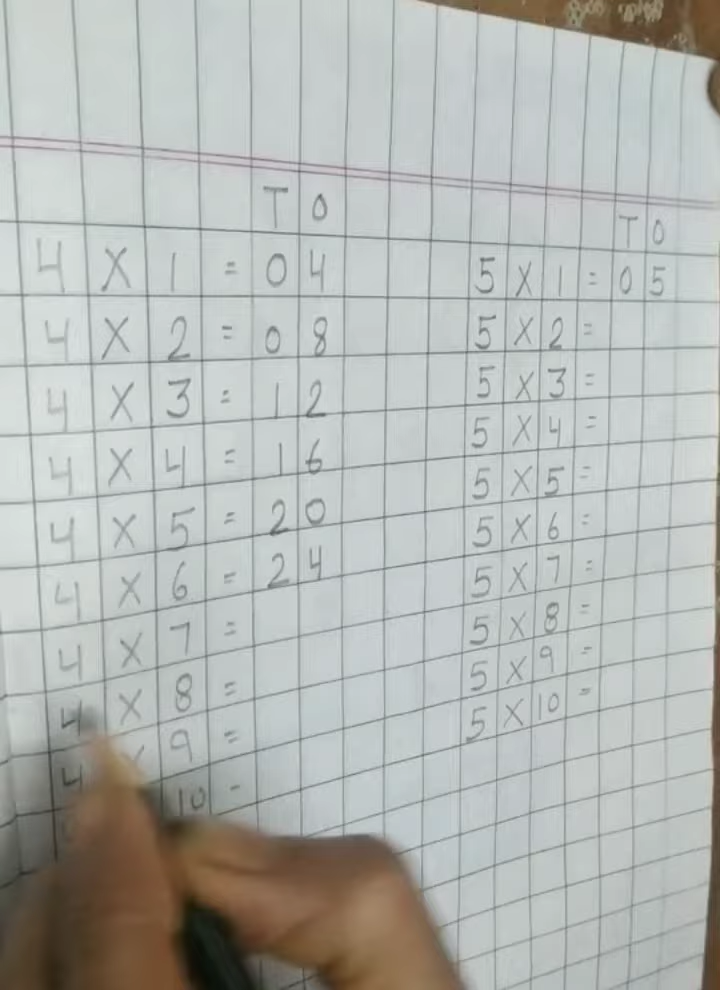 T O
4 X 1 = 0 4
4 X 2 = 0 8
4 X 3 = 1 2
4 X 4 = 1 6
4 X 5 = 2 0
4 X 6 = 2 4
4 X 7 =
4 X 8 =
4 X 9 =
10 -
T O
5 X 1 = 0 5
5 X 2 =
5 X 3 =
5 X 4 =
5 X 5 =
5 X 6 =
5 X 7 =
5 X 8 =
5 X 9 =
5 X 10 =